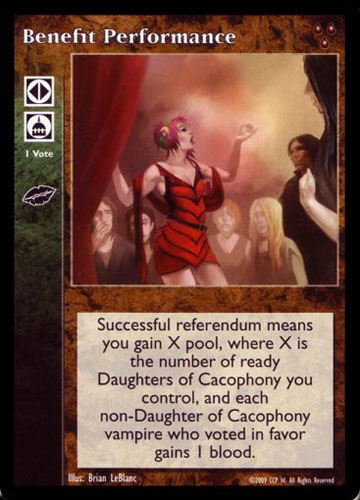 Benefit Performance
1 Vote
Successful referendum means
you gain X pool, where X is
the number of ready
Daughters of Cacophony you
control, and each
non-Daughter of Cacophony
vampire who voted in favor
gains 1 blood.
Illus: Brian LeBlanc
©2009 CCP hf. All Rights Reserved